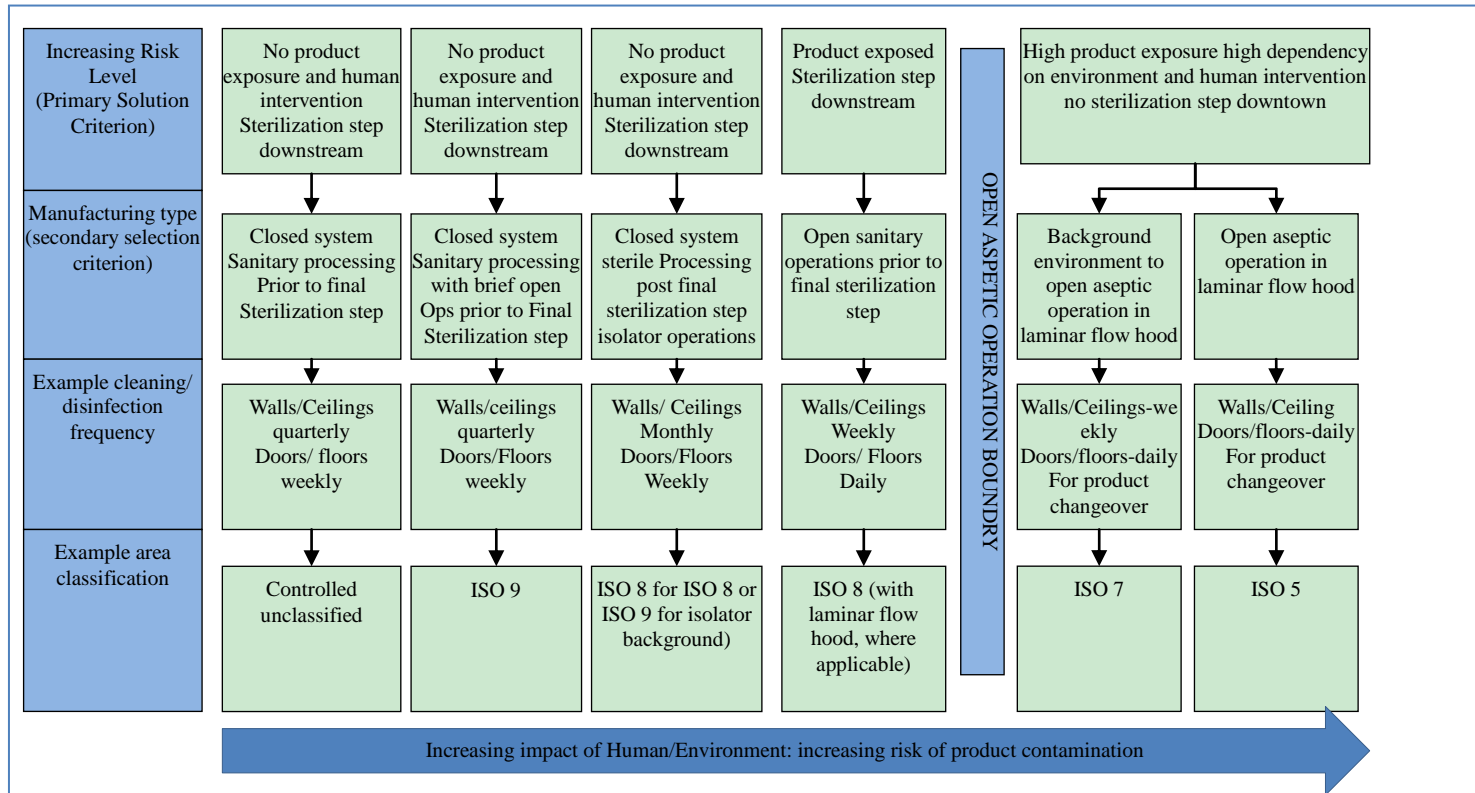 Increasing Risk
Level
(Primary Solution
Criterion)
No product
exposure and human
intervention
Sterilization step
downstream
No product
exposure and
human intervention
Sterilization step
downstream
No product
exposure and
human intervention
Sterilization step
downstream
Product exposed
Sterilization step
downstream
High product exposure high dependency
on environment and human intervention
no sterilization step downtown
Manufacturing type
(secondary selection
criterion)
Closed system
Sanitary processing
Prior to final
Sterilization step
Closed system
Sanitary processing
with brief open
Ops prior to Final
Sterilization step
Closed system
sterile Processing
post final
sterilization step
isolator operations
Open sanitary
operations prior to
final sterilization
step
OPEN ASPETIC OPERATION BOUNDRY
Background
environment to
open aseptic
operation in
laminar flow hood
Open aseptic
operation in
laminar flow hood
Example cleaning/
disinfection
frequency
Walls/Ceilings
quarterly
Doors/ floors
weekly
Walls/ceilings
quarterly
Doors/Floors
weekly
Walls/ Ceilings
Monthly
Doors/Floors
Weekly
Walls/Ceilings
Weekly
Doors/ Floors
Daily
Walls/Ceilings-we
ekly
Doors/floors-daily
For product
changeover
Walls/Ceiling
Doors/floors-daily
For product
changeover
Example area
classification
Controlled
unclassified
ISO 9
ISO 8 for ISO 8 or
ISO 9 for isolator
background)
ISO 8 (with
laminar flow
hood, where
applicable)
ISO 7
ISO 5
Increasing impact of Human/Environment: increasing risk of product contamination